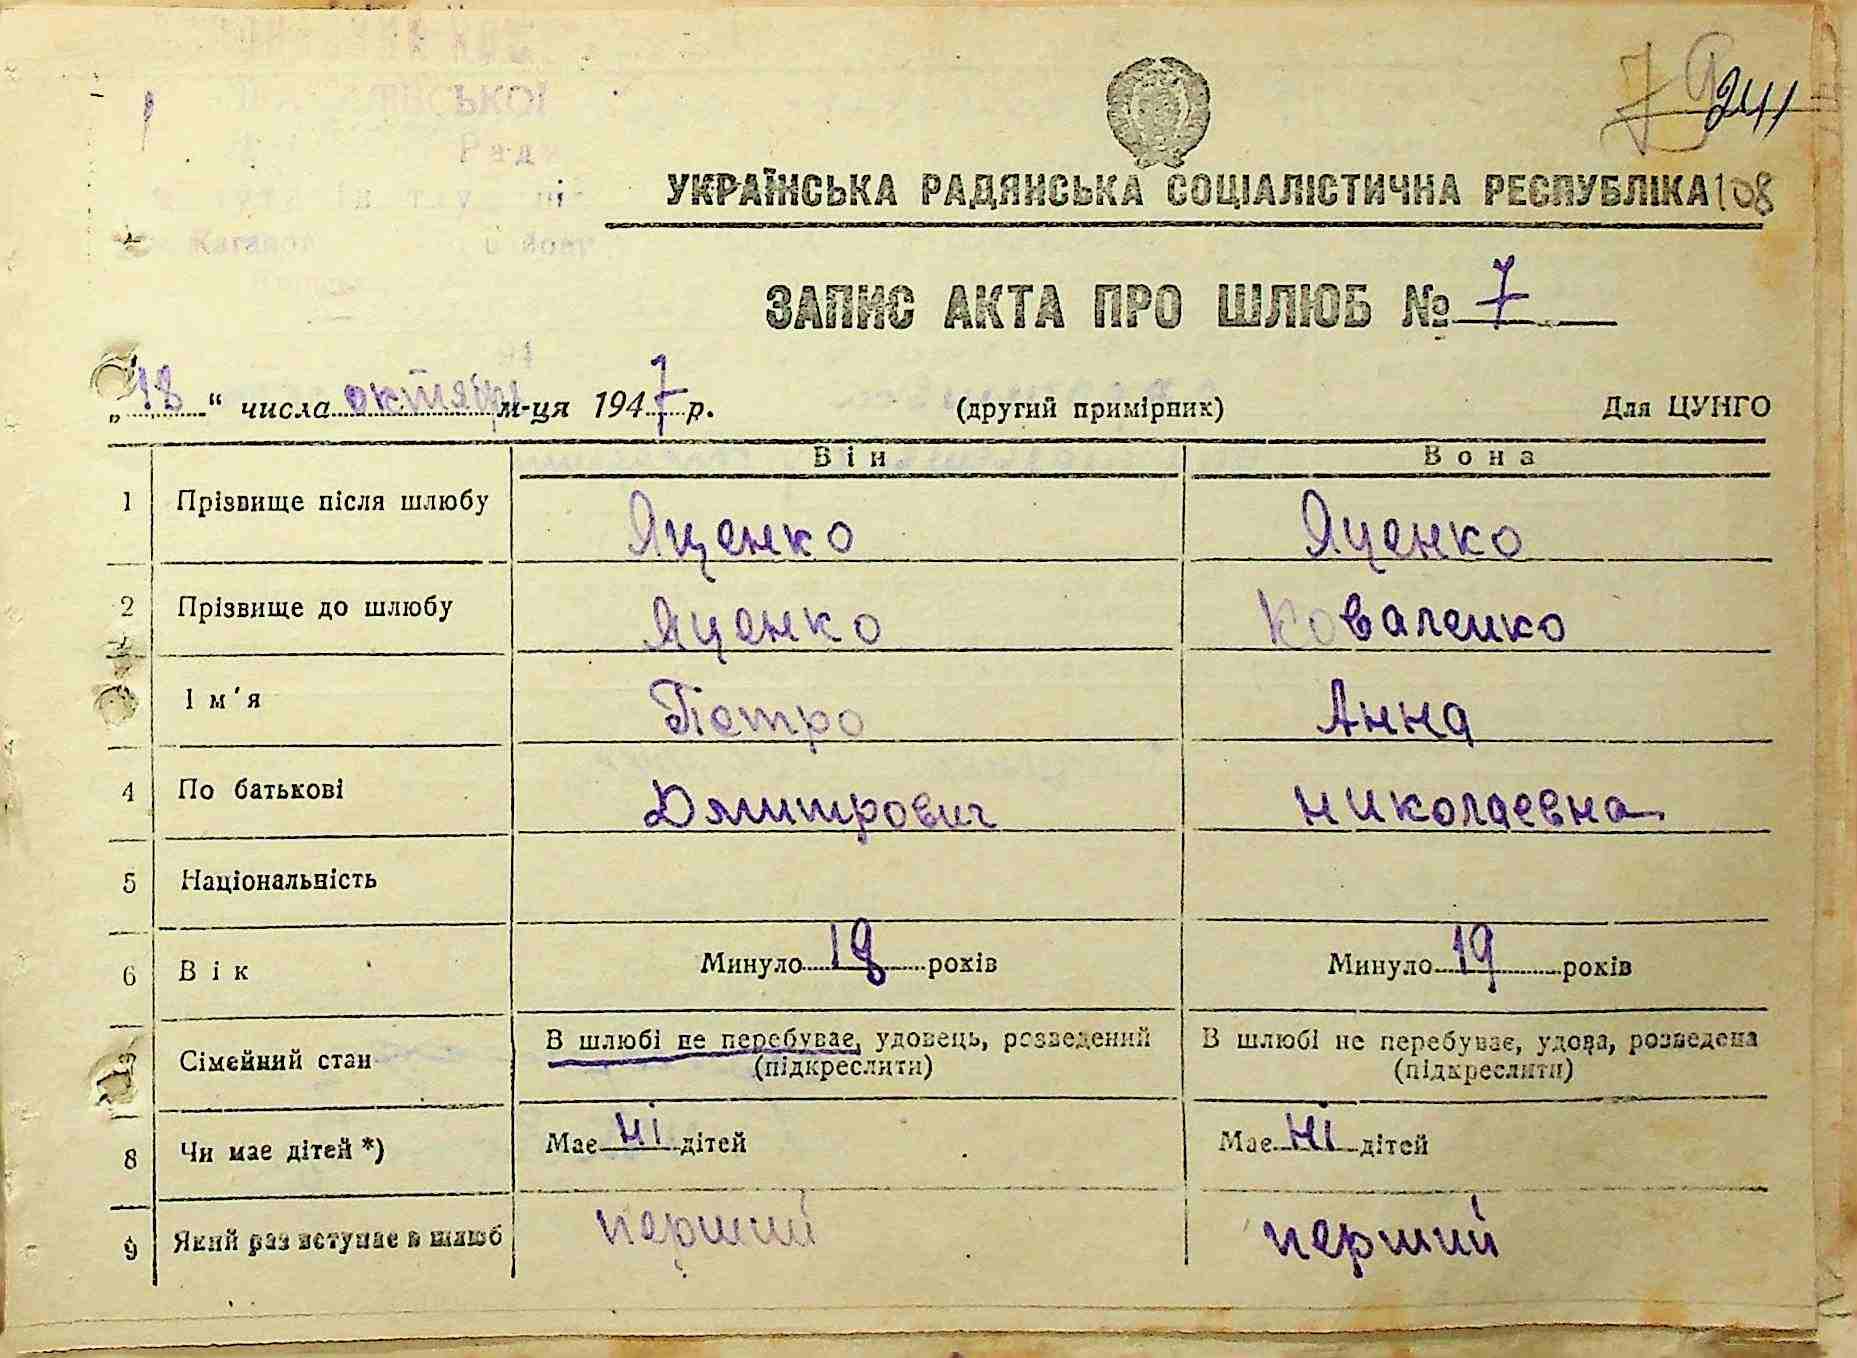 7 Я 241
УКРАЇНСЬКА РАДЯНСЬКА СОЦІАЛІСТИЧНА РЕСПУБЛІКА 108
ЗАПИС АКТА ПРО ШЛЮБ № 7
„18“ числа октября м-ця 1947 р. (другий примірник) Для ЦУНГО
Він Вона
1 Прізвище після шлюбу Яценко Яценко
2 Прізвище до шлюбу Яценко Коваленко
Ім'я Петро Анна
4 По батькові Дмитрович Николаевна
5 Національність
6 Вік Минуло 18 років Минуло 19 років
Сімейний стан В шлюбі не перебуває, удовець, розведений В шлюбі не перебуває, удова, розведена
(підкреслити) (підкреслити)
8 Чи має дітей *) Має ні дітей Має ні дітей
9 Який раз вступає в шлюб перший перший